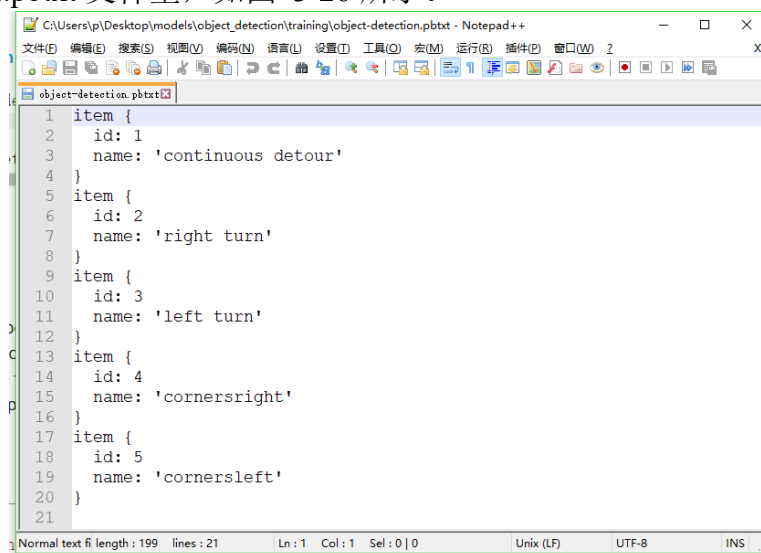 C:\Users\p\Desktop\models\object_detection\training\object-detection.pbtxt - Notepad++
文件(F) 编辑(E) 搜索(S) 视图(V) 编码(N) 语言(L) 设置(T) 工具(O) 宏(M) 运行(R) 插件(P) 窗口(W) ? X
object-detection.pbtxt
1 item {
2 id: 1
3 name: 'continuous detour'
4 }
5 item {
6 id: 2
7 name: 'right turn'
8 }
9 item {
10 id: 3
11 name: 'left turn'
12 }
13 item {
14 id: 4
15 name: 'cornersright'
16 }
17 item {
18 id: 5
19 name: 'cornersleft'
20 }
21
Normal text fi length : 199 lines : 21 Ln : 1 Col : 1 Sel : 0 | 0 Unix (LF) UTF-8 INS